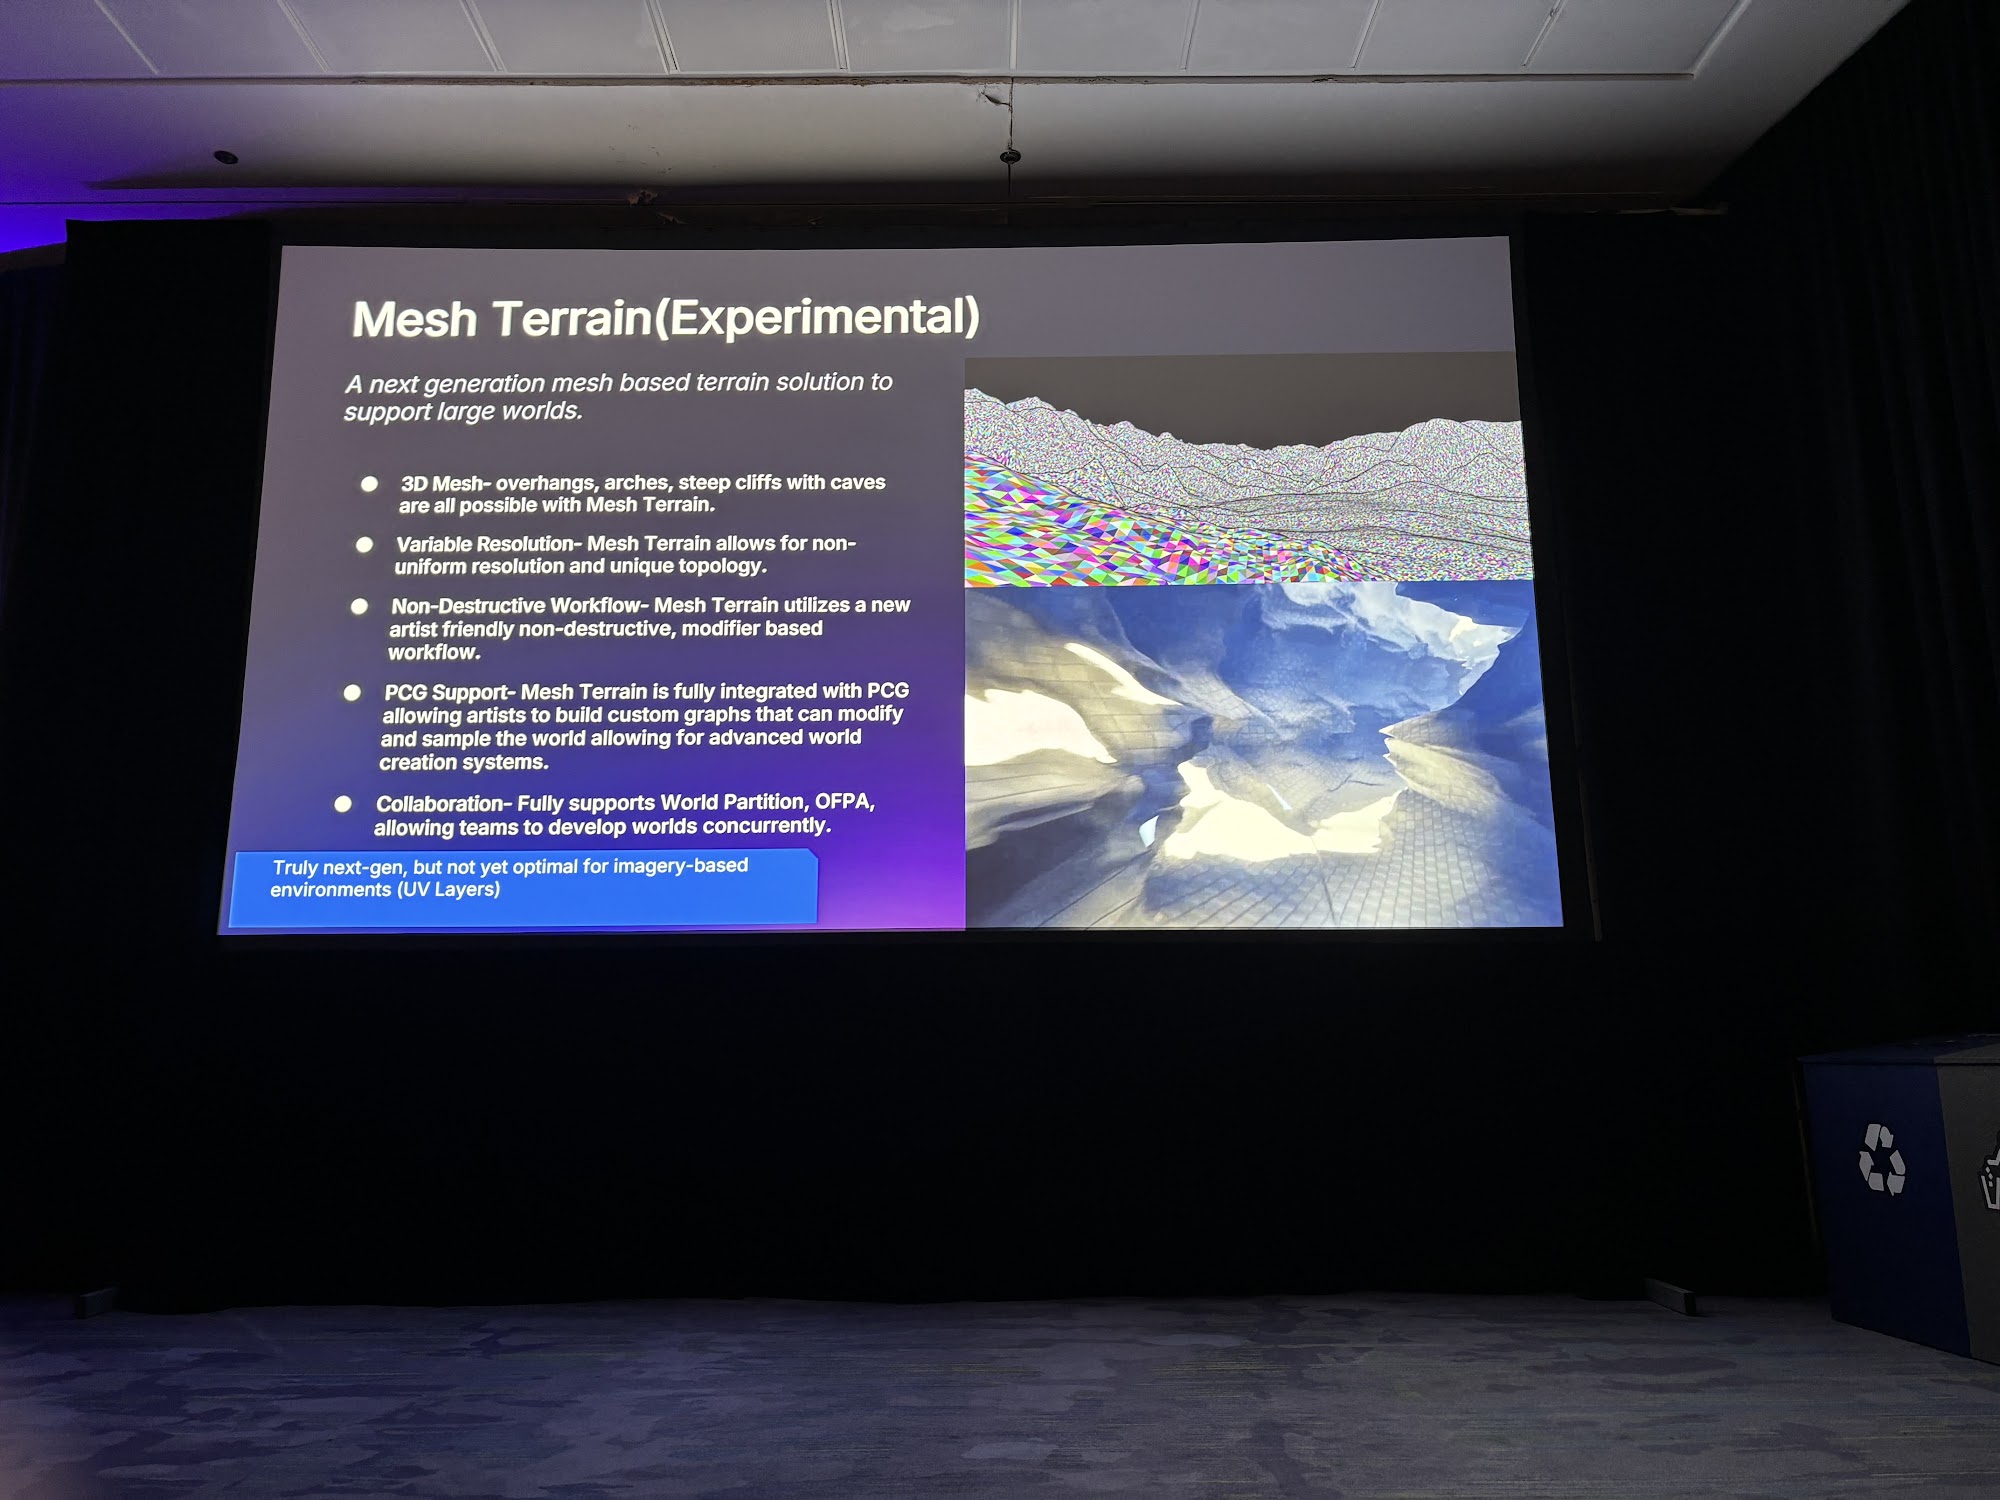 Mesh Terrain(Experimental)
A next generation mesh based terrain solution to
support large worlds.
3D Mesh- overhangs, arches, steep cliffs with caves
are all possible with Mesh Terrain.
Variable Resolution- Mesh Terrain allows for non-
uniform resolution and unique topology.
Non-Destructive Workflow- Mesh Terrain utilizes a new
artist friendly non-destructive, modifier based
workflow.
PCG Support- Mesh Terrain is fully integrated with PCG
allowing artists to build custom graphs that can modify
and sample the world allowing for advanced world
creation systems.
Collaboration- Fully supports World Partition, OFPA,
allowing teams to develop worlds concurrently.
Truly next-gen, but not yet optimal for imagery-based
environments (UV Layers)